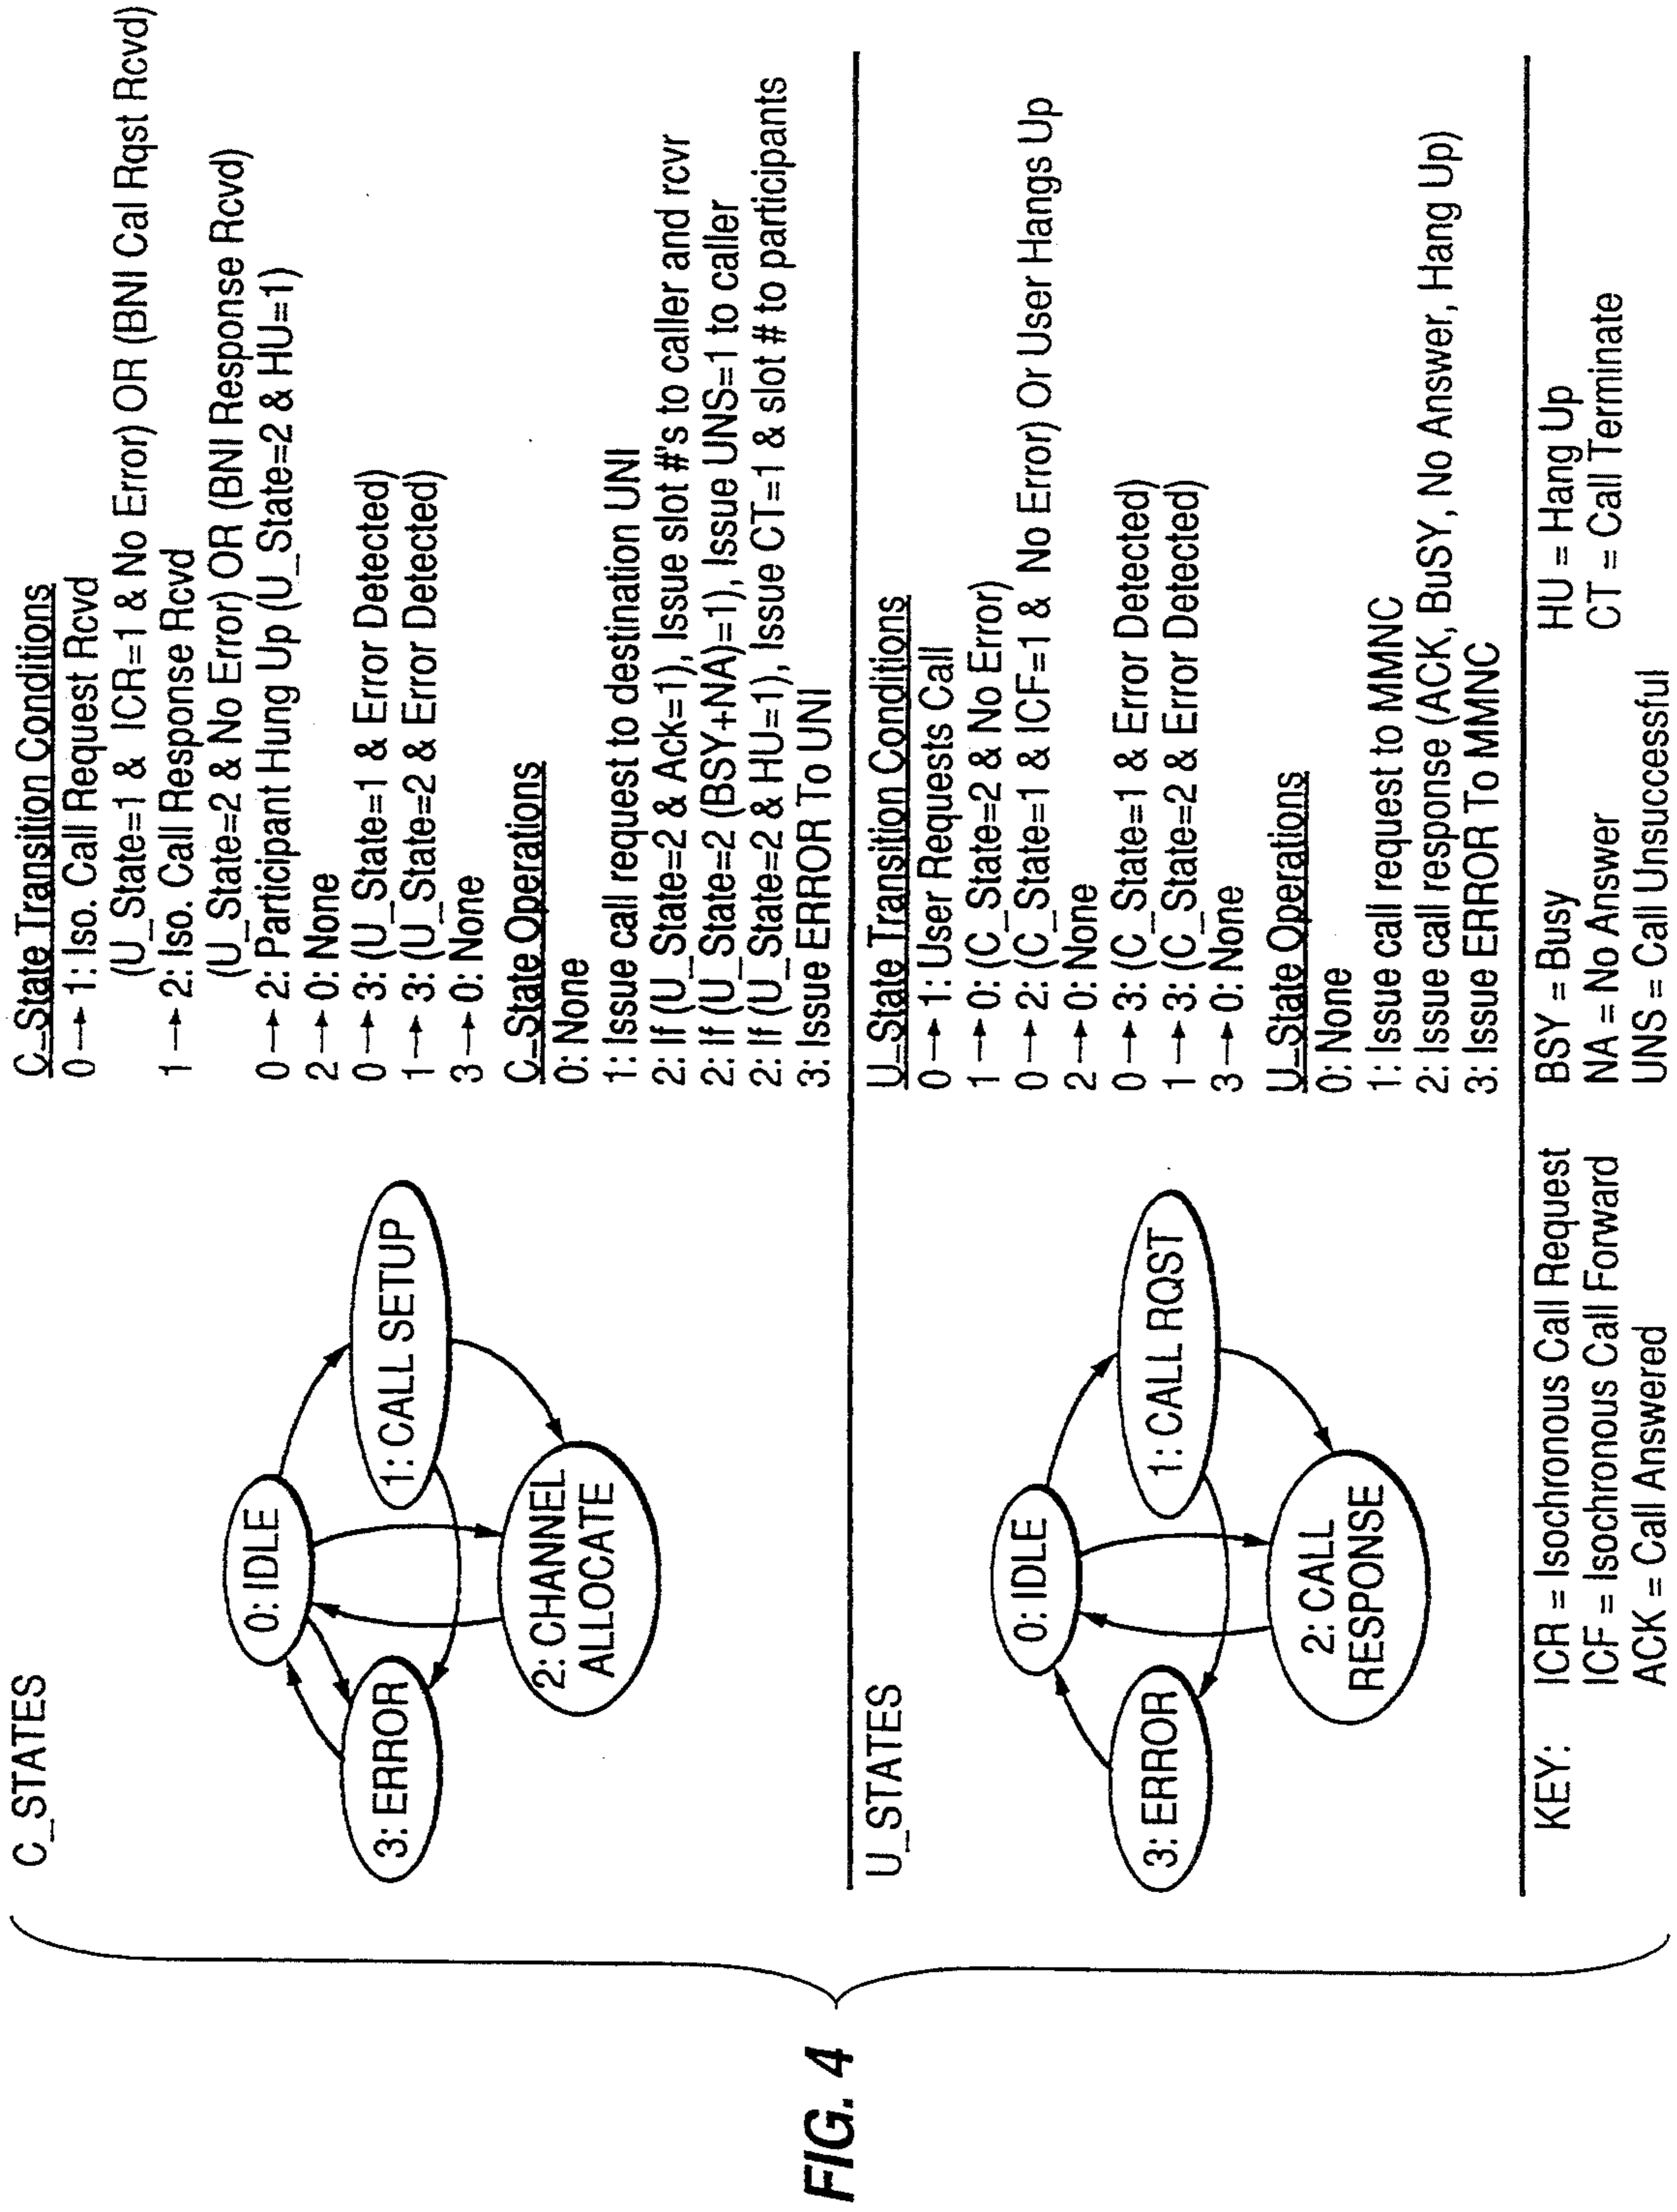 C_STATES
0: IDLE
1: CALL SETUP
2: CHANNEL
ALLOCATE
3: ERROR
C_State Transition Conditions
0→1: Iso. Call Request Rcvd
(U_State=1 & ICR=1 & No Error) OR (BNI Cal Rqst Rcvd)
1→2: Iso. Call Response Rcvd
(U_State=2 & No Error) OR (BNI Response Rcvd)
0→2: Participant Hung Up (U_State=2 & HU=1)
2→0: None
0→3: (U_State=1 & Error Detected)
1→3: (U_State=2 & Error Detected)
3→0: None
C_State Operations
0: None
1: Issue call request to destination UNI
2: If (U_State=2 & Ack=1), Issue slot #'s to caller and rcvr
2: If (U_State=2 (BSY+NA)=1), Issue UNS=1 to caller
2: If (U_State=2 & HU=1), Issue CT=1 & slot # to participants
3: Issue ERROR To UNI
U_STATES
0: IDLE
1: CALL RQST
2: CALL
RESPONSE
3: ERROR
U_State Transition Conditions
0→1: User Requests Call
1→0: (C_State=2 & No Error)
0→2: (C_State=1 & ICF=1 & No Error) Or User Hangs Up
2→0: None
0→3: (C_State=1 & Error Detected)
1→3: (C_State=2 & Error Detected)
3→0: None
U_State Operations
0: None
1: Issue call request to MMNC
2: Issue call response (ACK, BuSY, No Answer, Hang Up)
3: Issue ERROR To MMNC
KEY: ICR = Isochronous Call Request BSY = Busy HU = Hang Up
ICF = Isochronous Call Forward NA = No Answer CT = Call Terminate
ACK = Call Answered UNS = Call Unsuccessful
FIG. 4